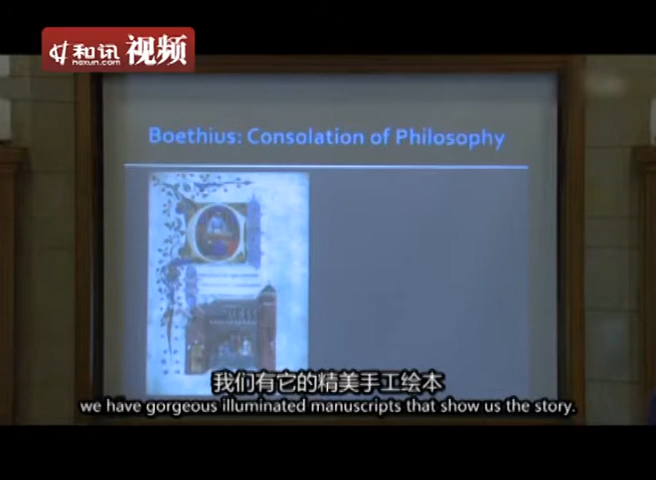 和讯 视频
hexun.com
Boethius: Consolation of Philosophy
我们有它的精美手工绘本
we have gorgeous illuminated manuscripts that show us the story.